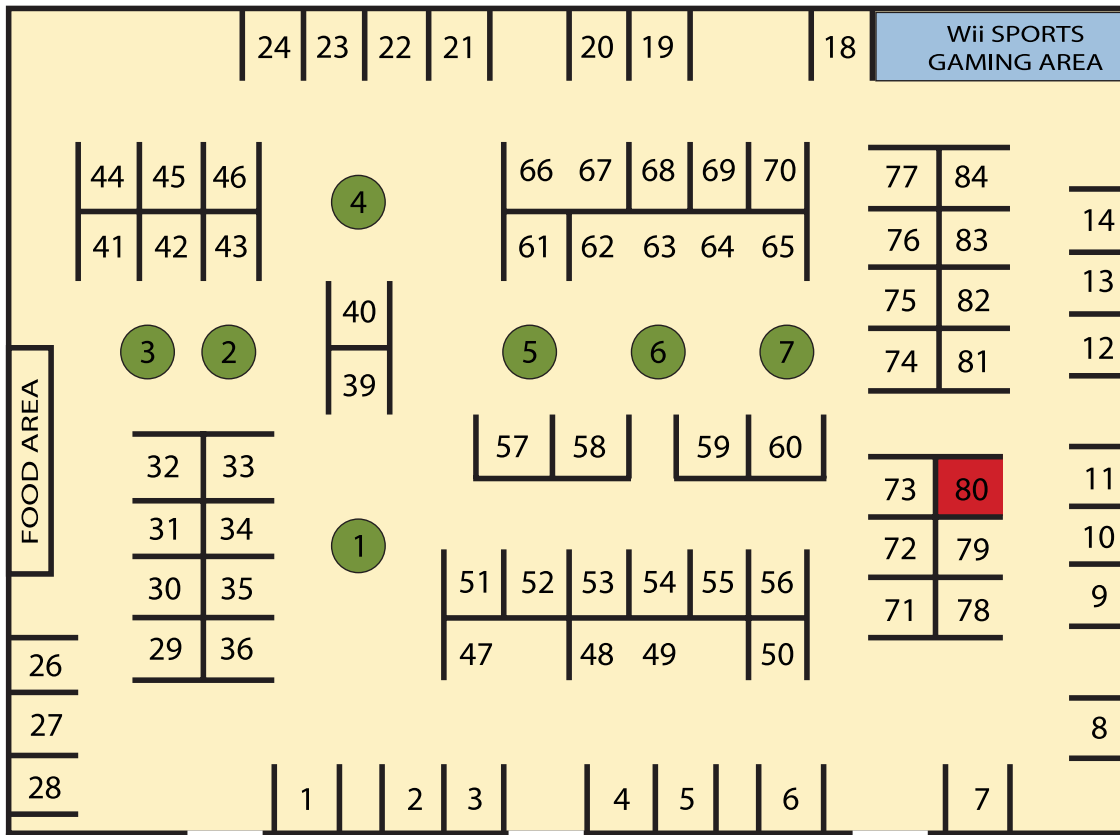 24 23 22 21 20 19 18
Wii SPORTS
GAMING AREA
44 45 46 66 67 68 69 70 77 84
4
14
41 42 43 61 62 63 64 65 76 83
13
40 75 82
3 2 5 6 7 12
39 74 81
FOOD AREA
32 33 57 58 59 60
73 80 11
31 34 1 72 79 10
30 35 51 52 53 54 55 56 9
71 78
29 36 47 48 49 50
26
27 8
28 1 2 3 4 5 6 7